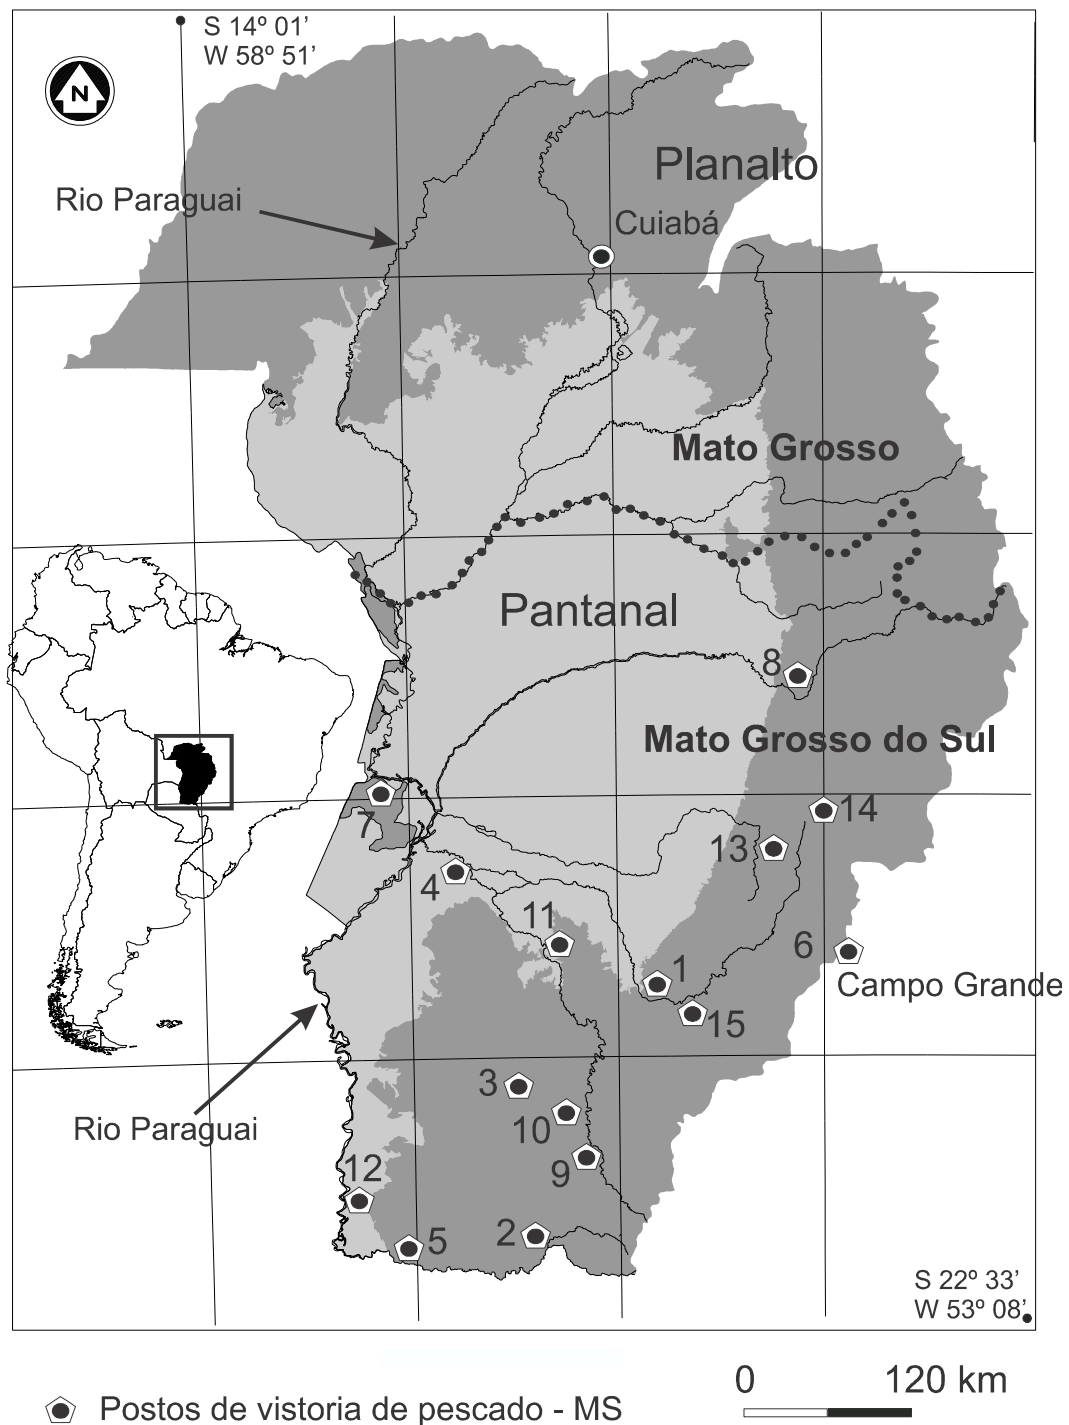 S 14º 01’
W 58º 51’
N
Planalto
Rio Paraguai
Cuiabá
Mato Grosso
Pantanal
8
Mato Grosso do Sul
7
14
13
4
11
6
1
Campo Grande
15
3
Rio Paraguai
10
12
9
2
5
S 22º 33’
W 53º 08’
0 120 km
Postos de vistoria de pescado - MS